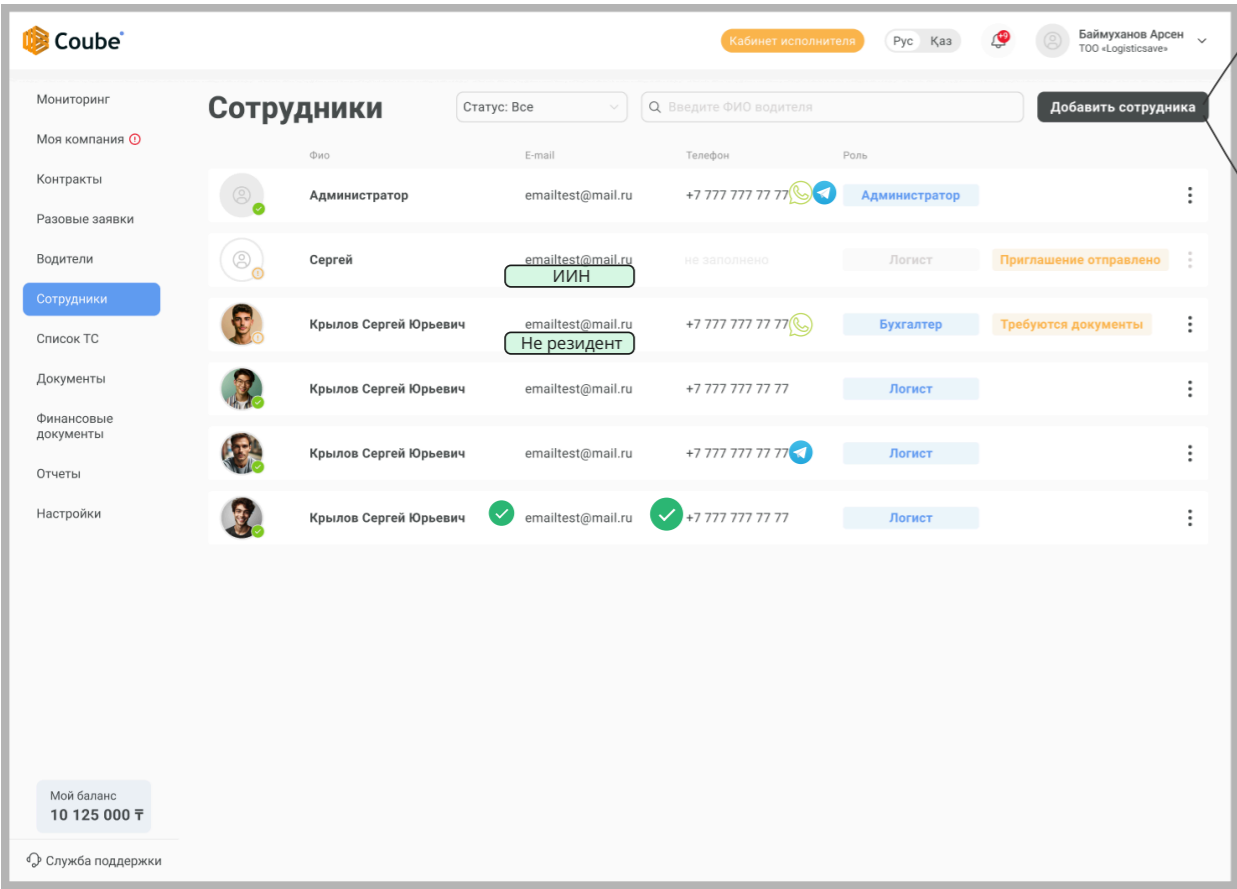 Coube
Кабинет исполнителя
Рус Қаз
+9
Баймуханов Арсен
ТОО «Logisticsave»
Мониторинг
Моя компания
Контракты
Разовые заявки
Водители
Сотрудники
Список ТС
Документы
Финансовые
документы
Отчеты
Настройки
Мой баланс
10 125 000 ₸
Служба поддержки
Сотрудники
Статус: Все
Введите ФИО водителя
Добавить сотрудника
Фио E-mail Телефон Роль
Администратор emailtest@mail.ru +7 777 777 77 77 Администратор
Сергей emailtest@mail.ru не заполнено Логист Приглашение отправлено
ИИН
Крылов Сергей Юрьевич emailtest@mail.ru +7 777 777 77 77 Бухгалтер Требуются документы
Не резидент
Крылов Сергей Юрьевич emailtest@mail.ru +7 777 777 77 77 Логист
Крылов Сергей Юрьевич emailtest@mail.ru +7 777 777 77 77 Логист
Крылов Сергей Юрьевич emailtest@mail.ru +7 777 777 77 77 Логист